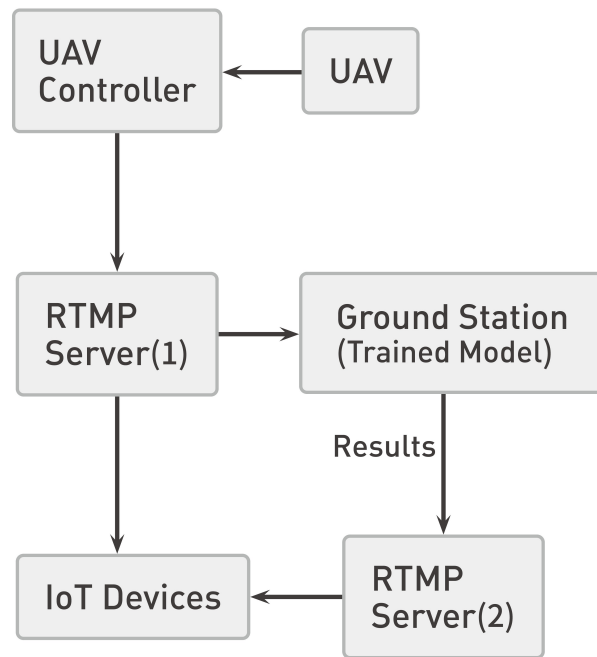 UAV
Controller
UAV
RTMP
Server(1)
Ground Station
(Trained Model)
Results
IoT Devices
RTMP
Server(2)